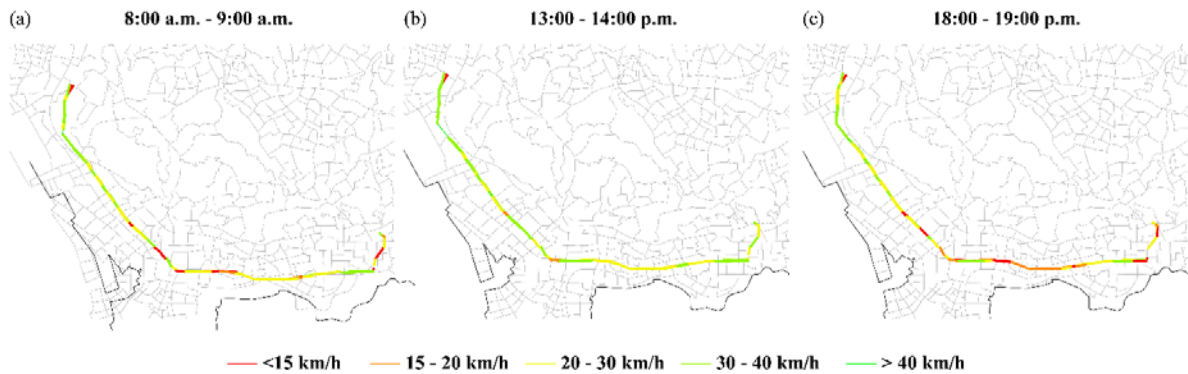 (a) 8:00 a.m. - 9:00 a.m. (b) 13:00 - 14:00 p.m. (c) 18:00 - 19:00 p.m.
<15 km/h 15 - 20 km/h 20 - 30 km/h 30 - 40 km/h > 40 km/h